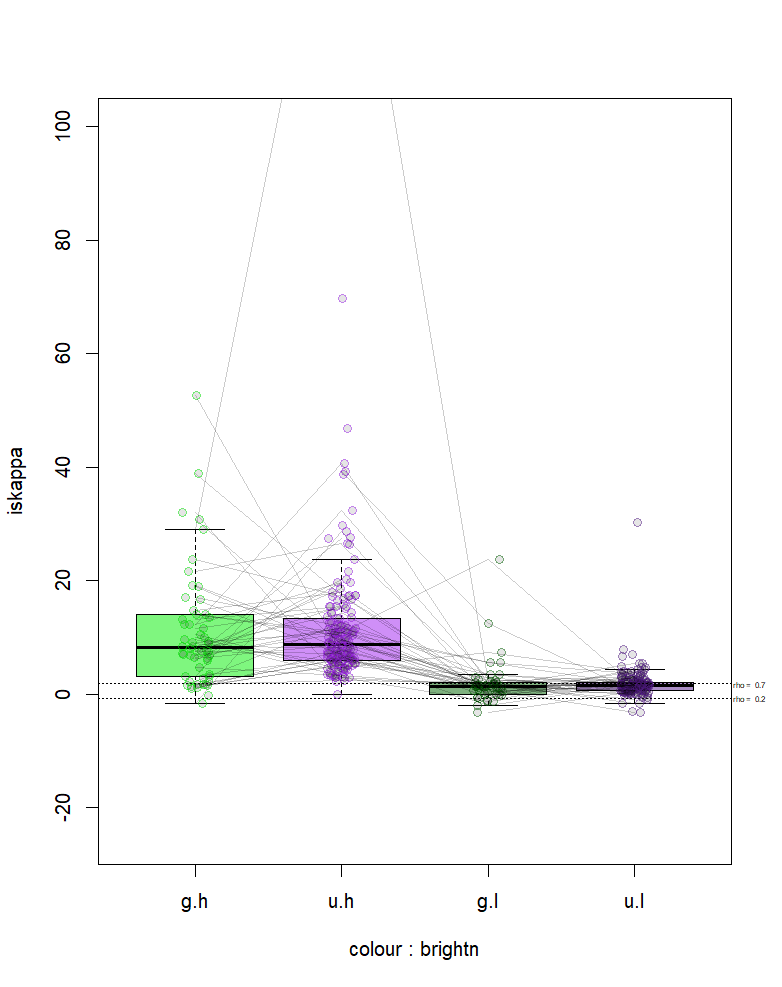 100
80
60
40
20
0
-20
iskappa
rho = 0.7
rho = 0.2
g.h u.h g.l u.l
colour : brightn